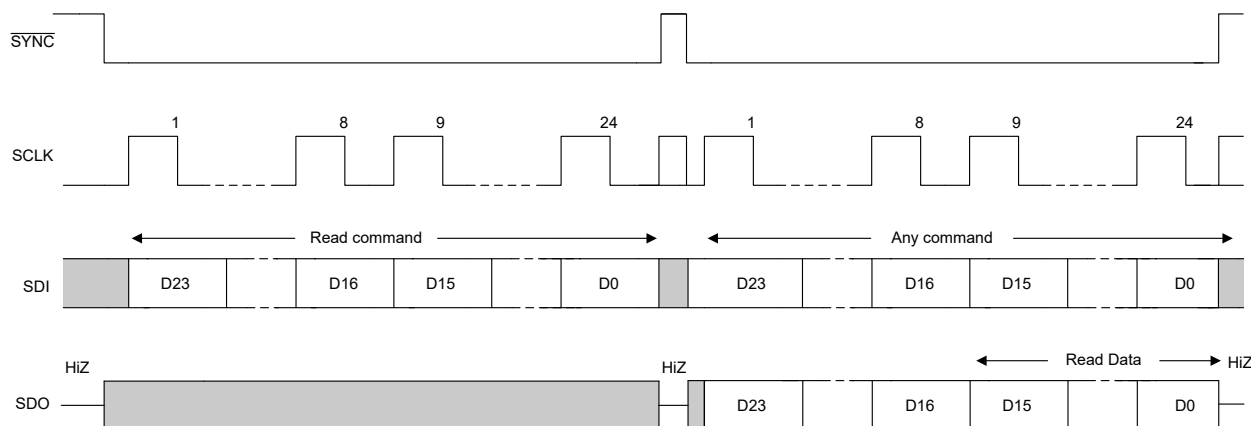 SYNC
1 8 9 24 1 8 9 24
SCLK
Read command Any command
SDI D23 D16 D15 D0 D23 D16 D15 D0
HiZ HiZ Read Data HiZ
SDO D23 D16 D15 D0